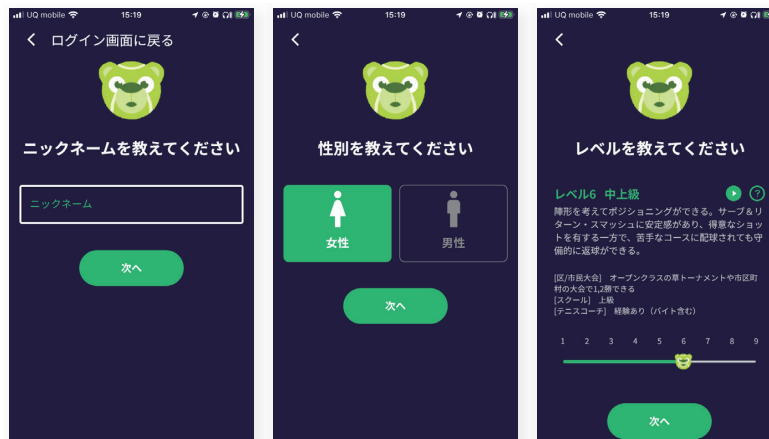 UQ mobile 15:19
ログイン画面に戻る
ニックネームを教えてください
ニックネーム
次へ
UQ mobile 15:19
性別を教えてください
女性
男性
次へ
UQ mobile 15:19
レベルを教えてください
レベル6 中上級
陣形を考えてポジショニングができる。サーブ＆リ
ターン・スマッシュに安定感があり、得意なショッ
トを有する一方で、苦手なコースに配球されても守
備的に返球ができる。
[区/市民大会] オープンクラスの草トーナメントや市区町
村の大会で1,2勝できる
[スクール] 上級
[テニスコーチ] 経験あり（バイト含む）
1 2 3 4 5 6 7 8 9
次へ